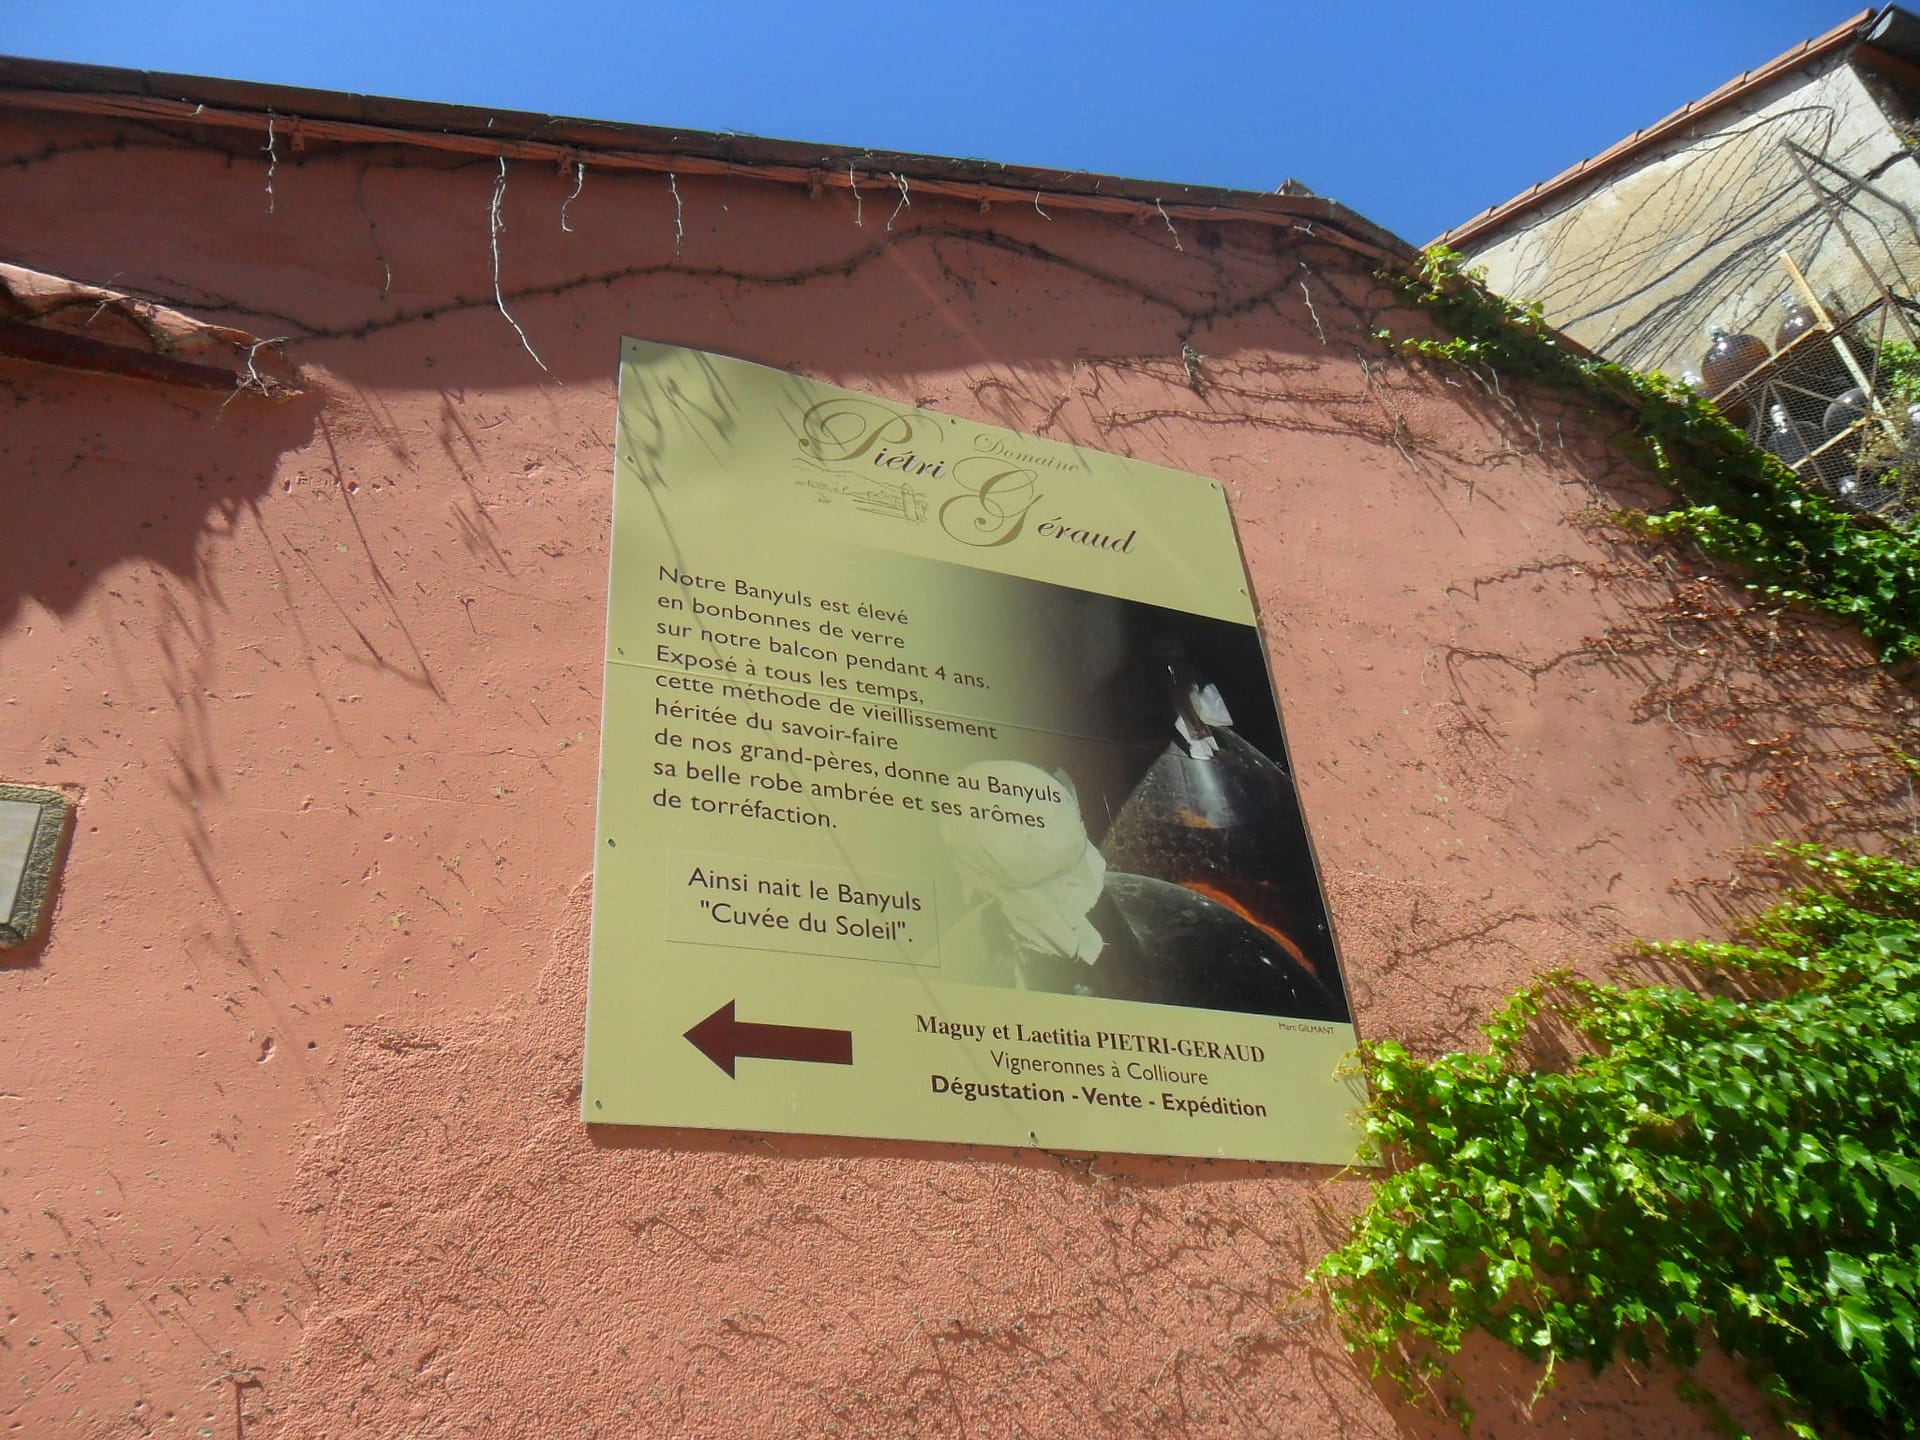 Domaine
Piétri
Géraud
Notre Banyuls est élevé
en bonbonnes de verre
sur notre balcon pendant 4 ans.
Exposé à tous les temps,
cette méthode de vieillissement
héritée du savoir-faire
de nos grand-pères, donne au Banyuls
sa belle robe ambrée et ses arômes
de torréfaction.
Ainsi nait le Banyuls
"Cuvée du Soleil".
Marc GILMANT
Maguy et Laetitia PIETRI-GERAUD
Vigneronnes à Collioure
Dégustation - Vente - Expédition